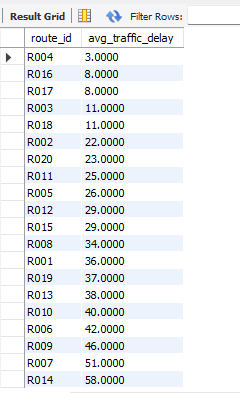 Result Grid Filter Rows:
route_id avg_traffic_delay
R004 3.0000
R016 8.0000
R017 8.0000
R003 11.0000
R018 11.0000
R002 22.0000
R020 23.0000
R011 25.0000
R005 26.0000
R012 29.0000
R015 29.0000
R008 34.0000
R001 36.0000
R019 37.0000
R013 38.0000
R010 40.0000
R006 42.0000
R009 46.0000
R007 51.0000
R014 58.0000